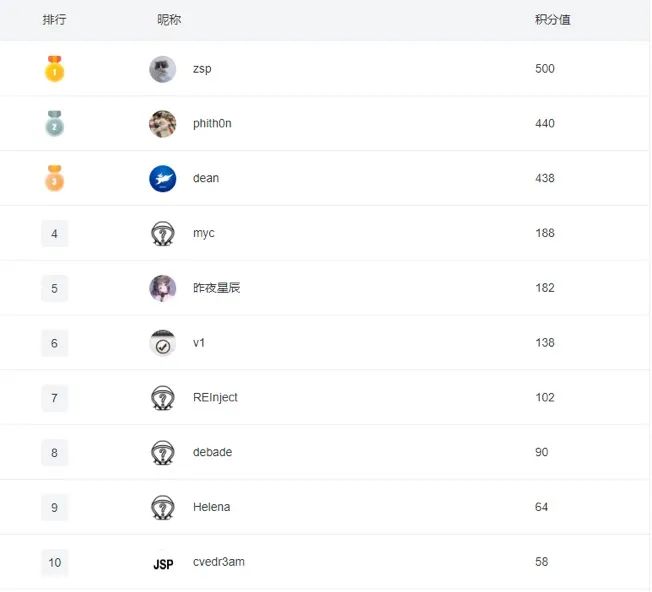 排行 昵称 积分值
1 zsp 500
2 phith0n 440
3 dean 438
4 myc 188
5 昨夜星辰 182
6 v1 138
7 REInject 102
8 debade 90
9 Helena 64
10 JSP cvedr3am 58